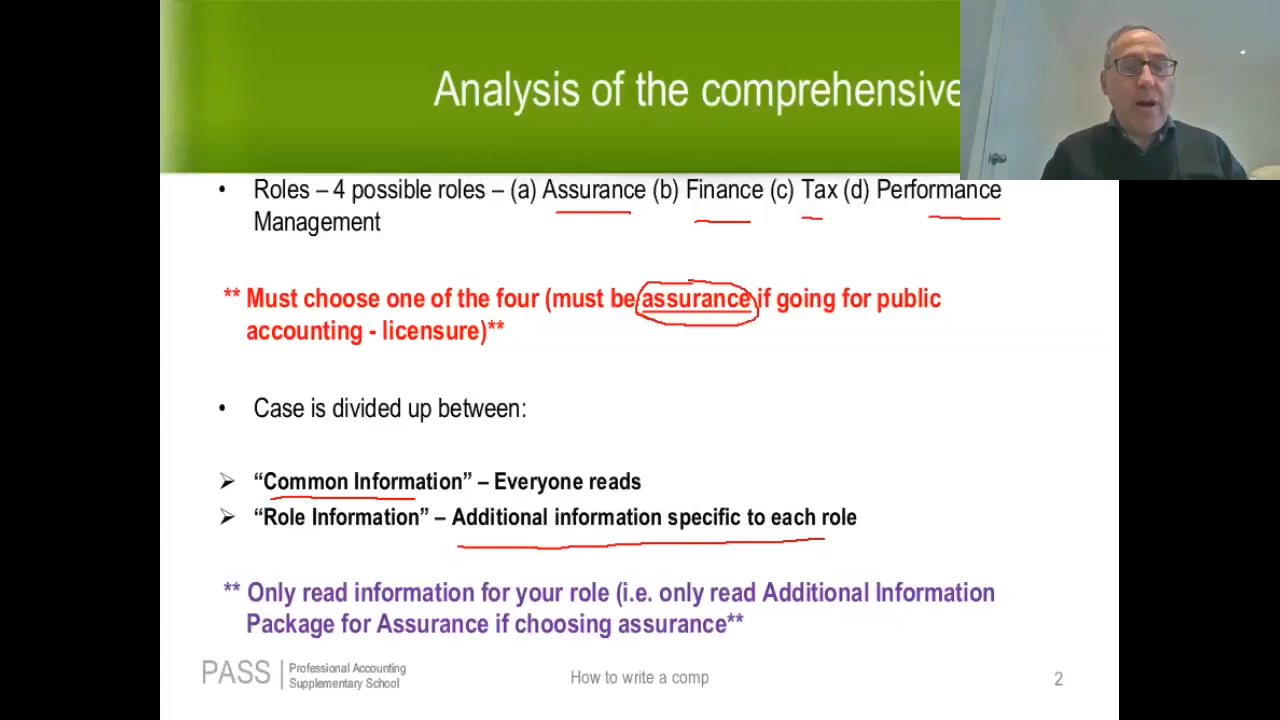 Analysis of the comprehensive
• Roles – 4 possible roles – (a) Assurance (b) Finance (c) Tax (d) Performance
Management
** Must choose one of the four (must be assurance if going for public
accounting - licensure)**
• Case is divided up between:
➢ “Common Information” – Everyone reads
➢ “Role Information” – Additional information specific to each role
** Only read information for your role (i.e. only read Additional Information
Package for Assurance if choosing assurance**
PASS
Professional Accounting
Supplementary School
How to write a comp
2